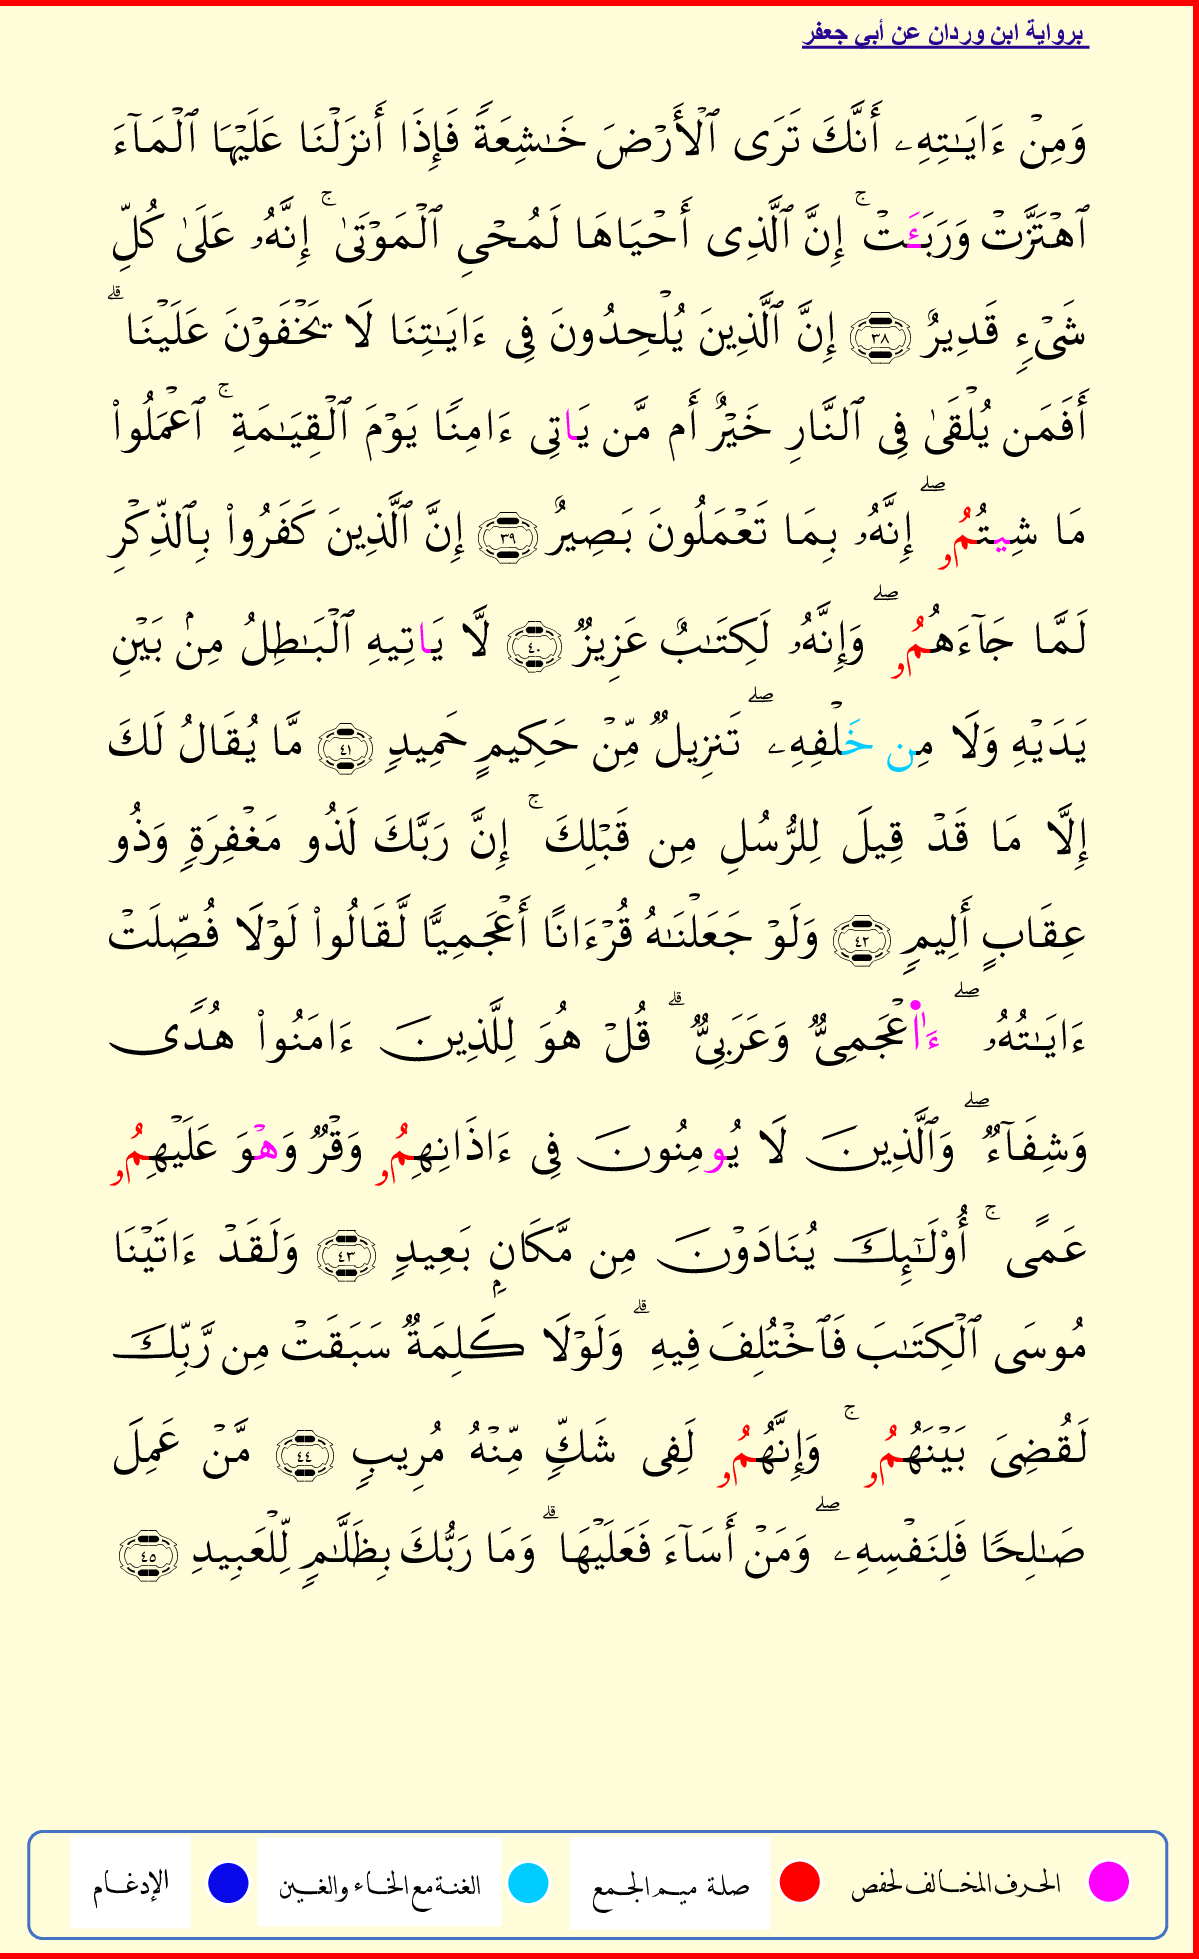 برواية ابن وردان عن أبي جعفر
وَمِنْ ءَايَـٰتِهِۦ أَنَّكَ تَرَى ٱلْأَرْضَ خَـٰشِعَةً فَإِذَا أَنزَلْنَا عَلَيْهَا ٱلْمَآءَ
ٱهْتَزَّتْ وَرَبَـَٔتْ ۚ إِنَّ ٱلَّذِى أَحْيَاهَا لَمُحْىِ ٱلْمَوْتَىٰ ۚ إِنَّهُۥ عَلَىٰ كُلِّ
شَىْءٍ قَدِيرٌ ٣٨ إِنَّ ٱلَّذِينَ يُلْحِدُونَ فِى ءَايَـٰتِنَا لَا يَخْفَوْنَ عَلَيْنَا ۗ
أَفَمَن يُلْقَىٰ فِى ٱلنَّارِ خَيْرٌ أَم مَّن يَاتِى ءَامِنًا يَوْمَ ٱلْقِيَـٰمَةِ ۚ ٱعْمَلُوا۟
مَا شِيتُمُۥ ۖ إِنَّهُۥ بِمَا تَعْمَلُونَ بَصِيرٌ ٣٩ إِنَّ ٱلَّذِينَ كَفَرُوا۟ بِٱلذِّكْرِ
لَمَّا جَآءَهُمُۥ ۖ وَإِنَّهُۥ لَكِتَـٰبٌ عَزِيزٌ ٤٠ لَّا يَاتِيهِ ٱلْبَـٰطِلُ مِنۢ بَيْنِ
يَدَيْهِ وَلَا مِن خَلْفِهِۦ ۖ تَنزِيلٌ مِّنْ حَكِيمٍ حَمِيدٍ ٤١ مَّا يُقَالُ لَكَ
إِلَّا مَا قَدْ قِيلَ لِلرُّسُلِ مِن قَبْلِكَ ۚ إِنَّ رَبَّكَ لَذُو مَغْفِرَةٍ وَذُو
عِقَابٍ أَلِيمٍ ٤٢ وَلَوْ جَعَلْنَـٰهُ قُرْءَانًا أَعْجَمِيًّا لَّقَالُوا۟ لَوْلَا فُصِّلَتْ
ءَايَـٰتُهُۥ ۖ ءَا۬عْجَمِىٌّ وَعَرَبِىٌّ ۗ قُلْ هُوَ لِلَّذِينَ ءَامَنُوا۟ هُدًى
وَشِفَآءٌ ۖ وَٱلَّذِينَ لَا يُومِنُونَ فِى ءَاذَانِهِمُۥ وَقْرٌ وَهْوَ عَلَيْهِمُۥ
عَمًى ۚ أُوْلَـٰٓئِكَ يُنَادَوْنَ مِن مَّكَانٍۭ بَعِيدٍ ٤٣ وَلَقَدْ ءَاتَيْنَا
مُوسَى ٱلْكِتَـٰبَ فَٱخْتُلِفَ فِيهِ ۗ وَلَوْلَا كَلِمَةٌ سَبَقَتْ مِن رَّبِّكَ
لَقُضِىَ بَيْنَهُمُۥ ۚ وَإِنَّهُمُۥ لَفِى شَكٍّ مِّنْهُ مُرِيبٍ ٤٤ مَّنْ عَمِلَ
صَـٰلِحًا فَلِنَفْسِهِۦ ۖ وَمَنْ أَسَآءَ فَعَلَيْهَا ۗ وَمَا رَبُّكَ بِظَلَّـٰمٍ لِّلْعَبِيدِ ٤٥
الحرف المخالف لحفص صلة ميم الجمع الغنة مع الخاء والغين الإدغام